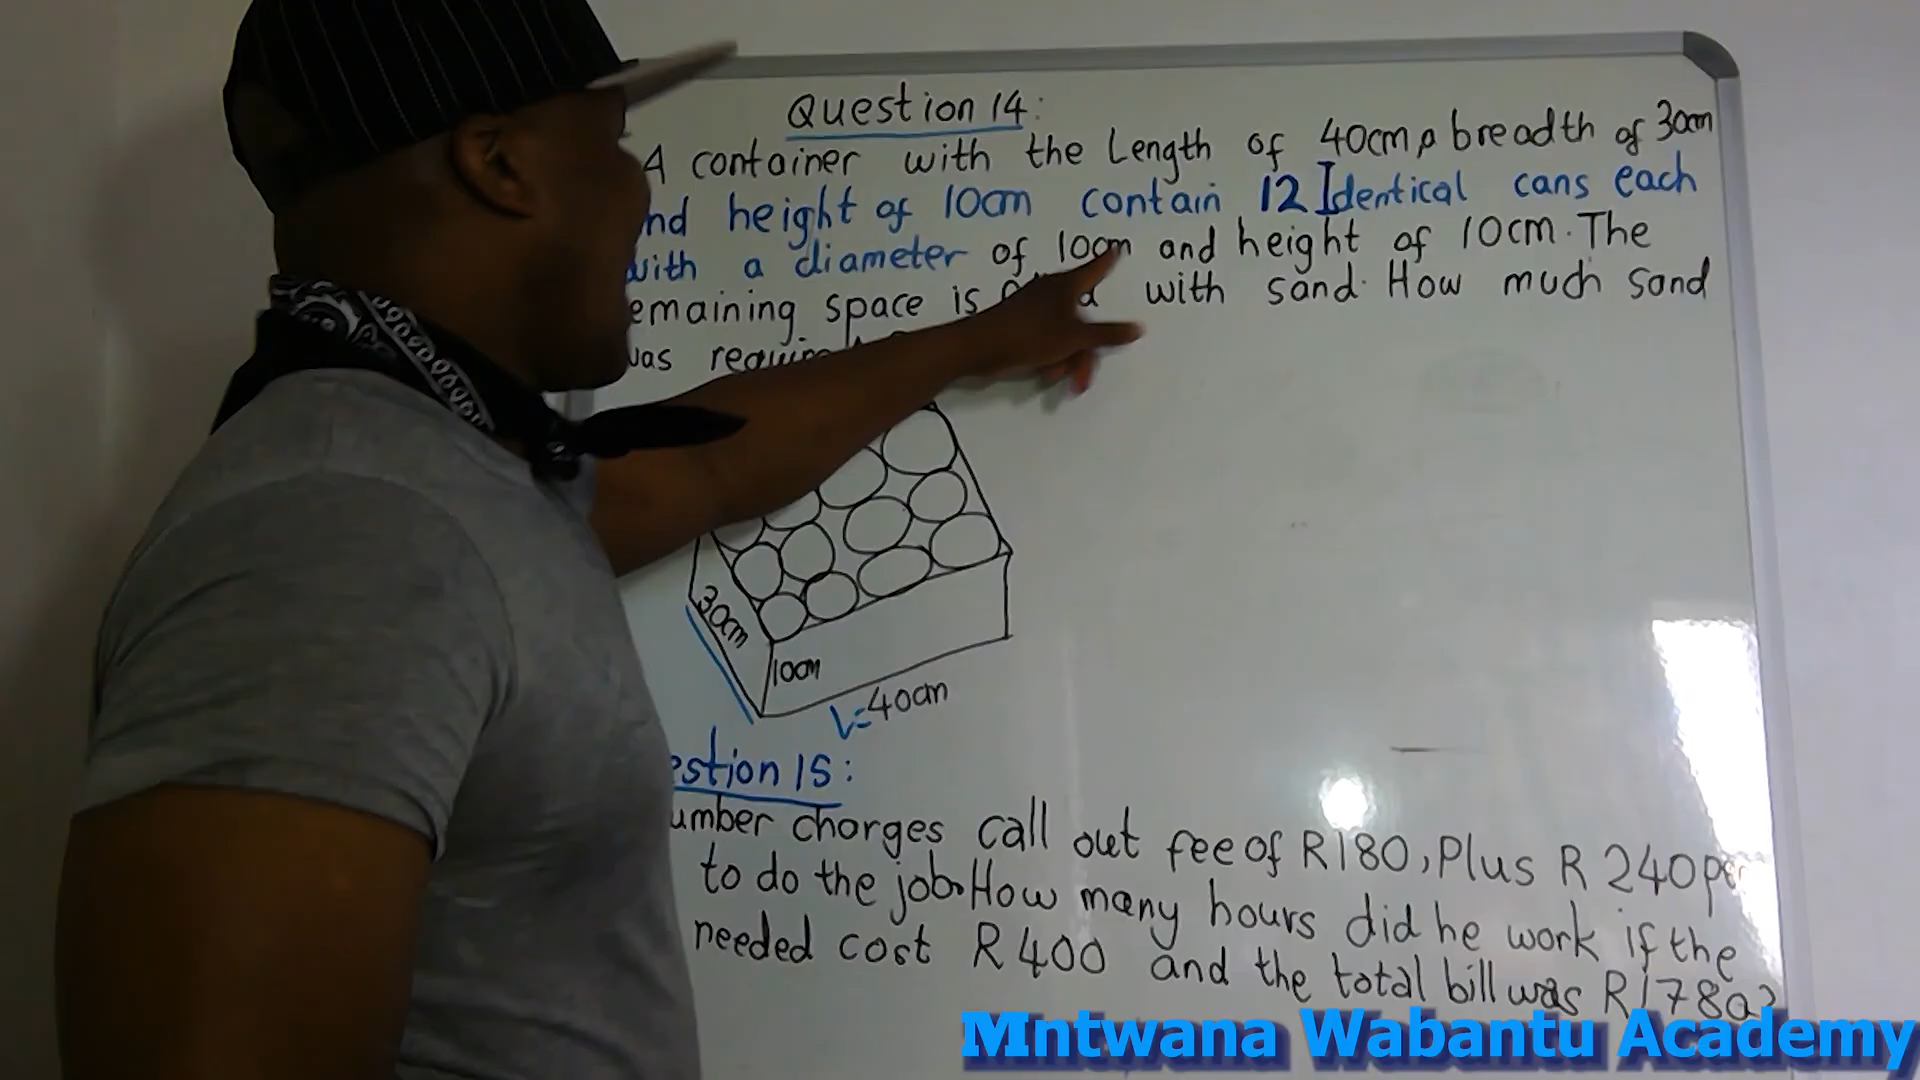 Question 14:
A container with the Length of 40cm, breadth of 30cm
nd height of 10cm contain 12 Identical cans each
with a diameter of 10cm and height of 10cm. The
emaining space is with sand. How much sand
was
30cm
10cm
L=40cm
estion 15:
umber charges call out fee of R180, Plus R 240 per
to do the job. How many hours did he work if the
needed cost R400 and the total bill was R1780?
Mntwana Wabantu Academy